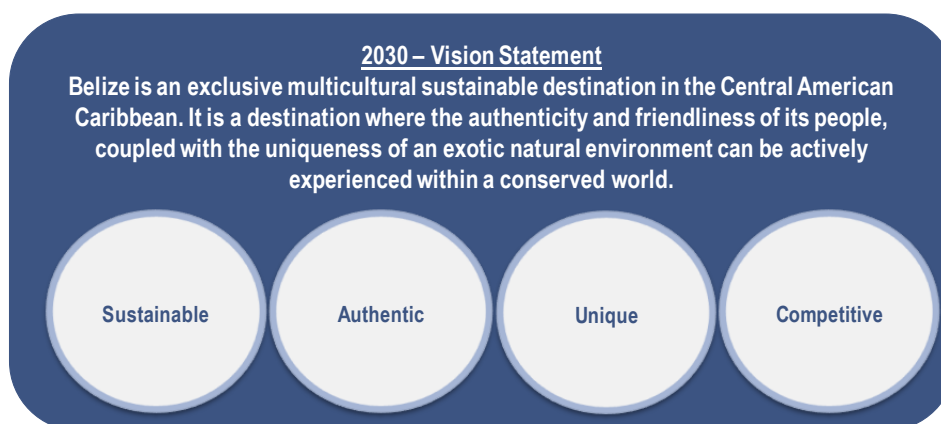 2030 – Vision Statement
Belize is an exclusive multicultural sustainable destination in the Central American
Caribbean. It is a destination where the authenticity and friendliness of its people,
coupled with the uniqueness of an exotic natural environment can be actively
experienced within a conserved world.
Sustainable
Authentic
Unique
Competitive